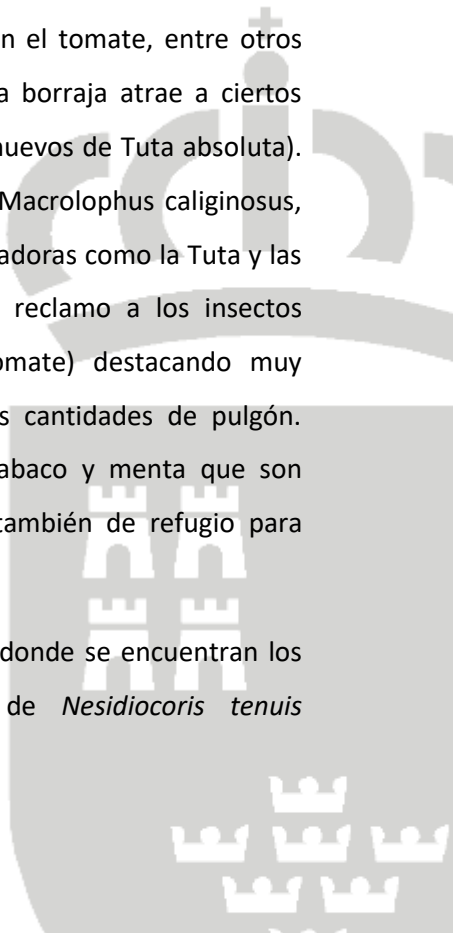 n el tomate, entre otros
a borraja atrae a ciertos
nuevos de Tuta absoluta).
Macrolophus caliginosus,
adoras como la Tuta y las
reclamo a los insectos
omate) destacando muy
s cantidades de pulgón.
abaco y menta que son
también de refugio para
donde se encuentran los
de Nesidiocoris tenuis